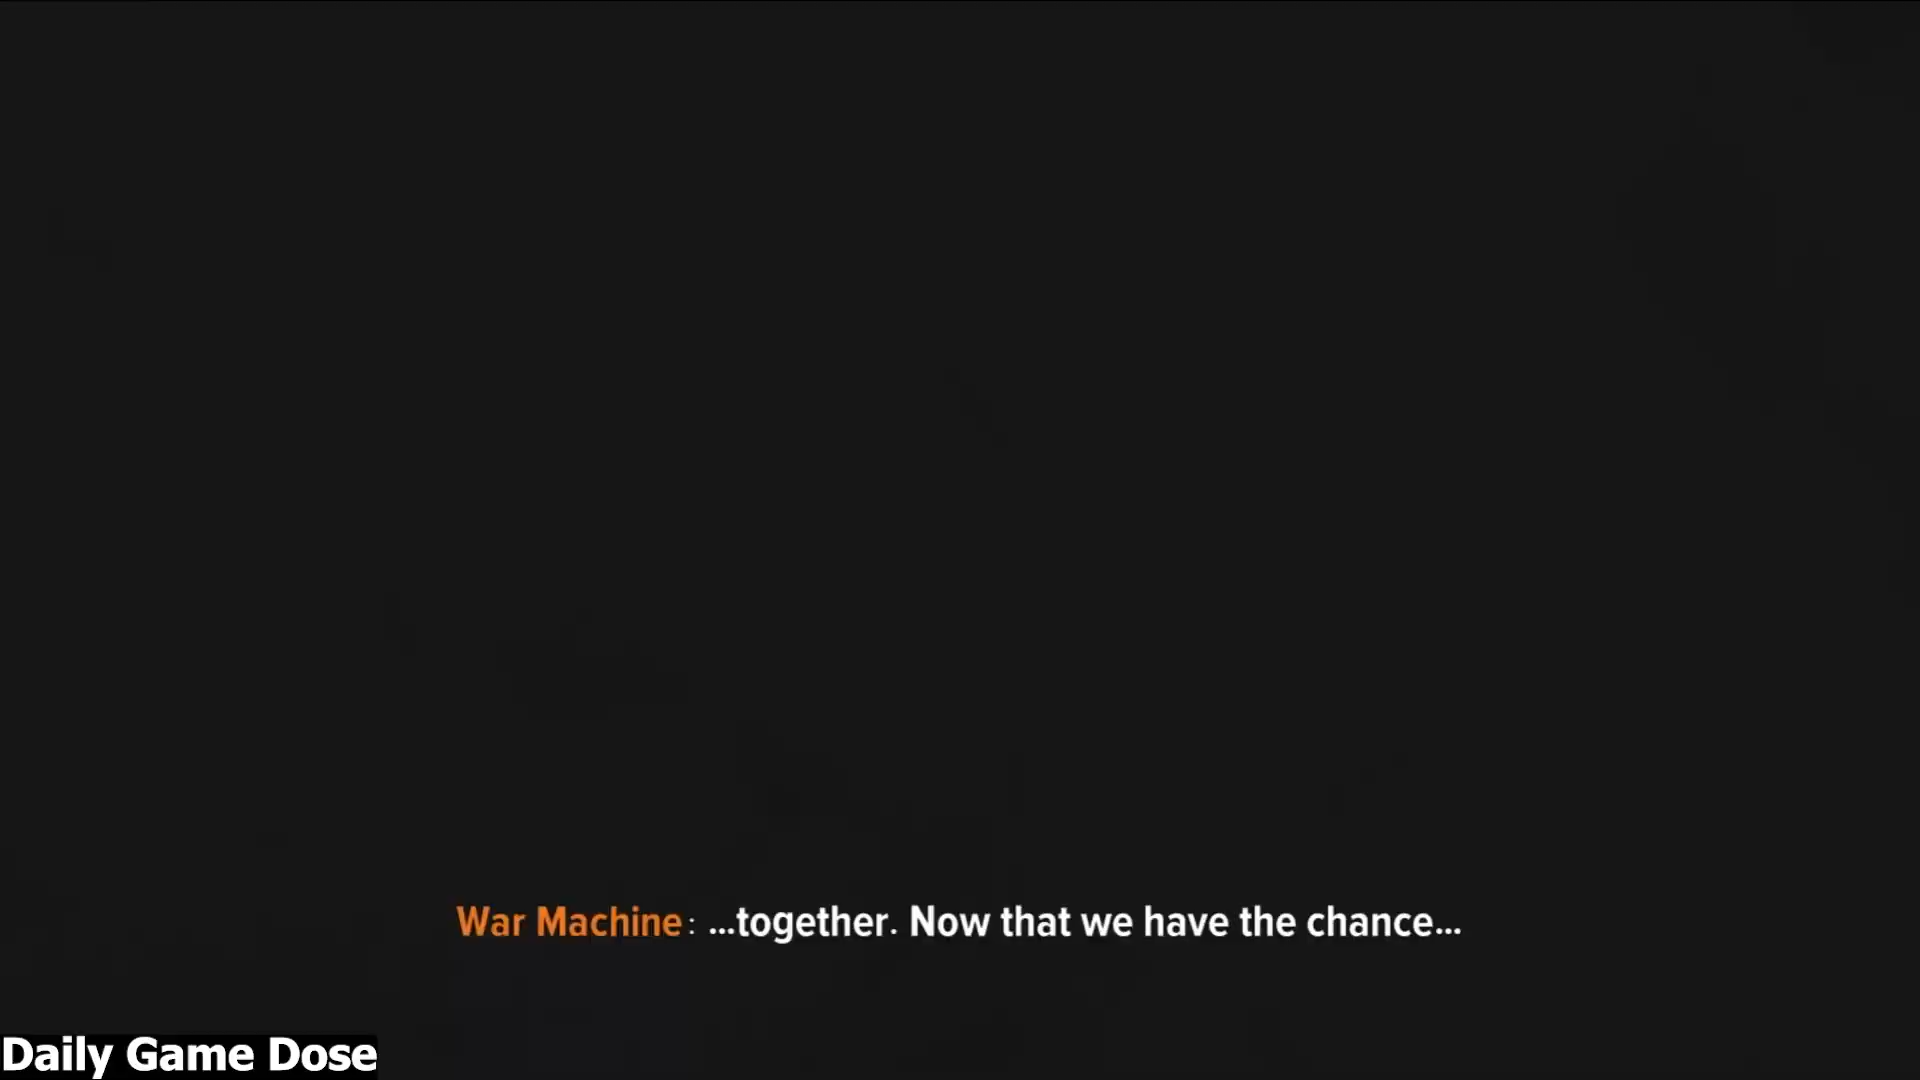 War Machine: ...together. Now that we have the chance...
Daily Game Dose